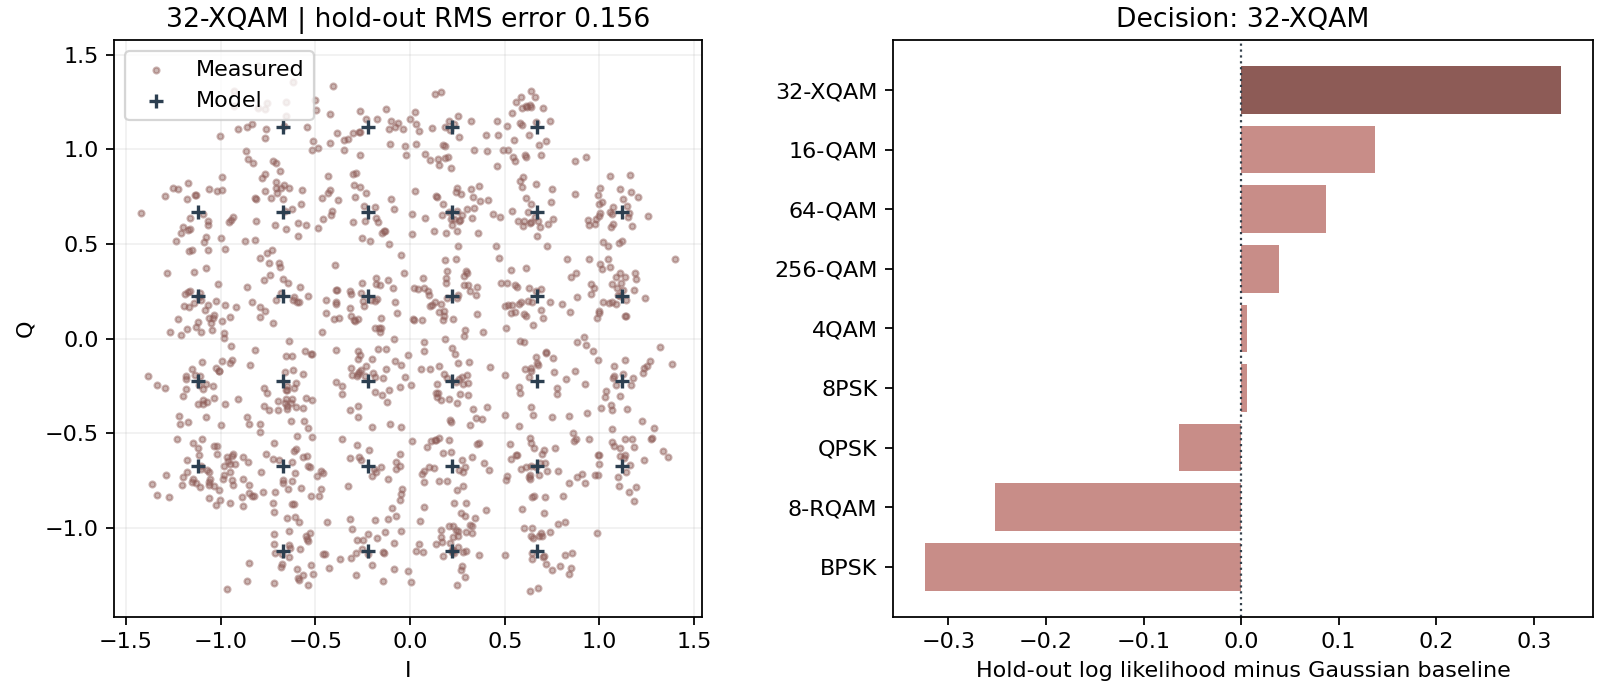 32-XQAM | hold-out RMS error 0.156
Measured
Model
1.5
1.0
0.5
0.0
−0.5
−1.0
Q
−1.5
−1.0
−0.5
0.0
0.5
1.0
1.5
I
Decision: 32-XQAM
32-XQAM
16-QAM
64-QAM
256-QAM
4QAM
8PSK
QPSK
8-RQAM
BPSK
−0.3
−0.2
−0.1
0.0
0.1
0.2
0.3
Hold-out log likelihood minus Gaussian baseline